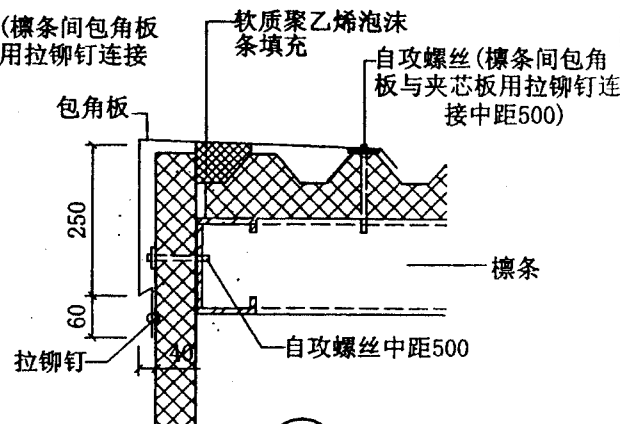 (檩条间包角板
用拉铆钉连接
软质聚乙烯泡沫
条填充
自攻螺丝(檩条间包角
板与夹芯板用拉铆钉连
接中距500)
包角板
250
檩条
60
拉铆钉
40
自攻螺丝中距500